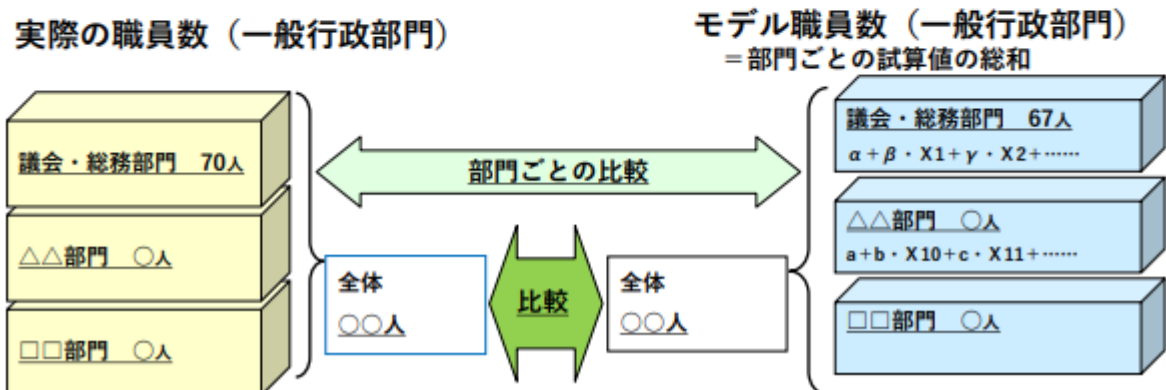 実際の職員数（一般行政部門）
モデル職員数（一般行政部門）
＝部門ごとの試算値の総和
議会・総務部門　70人
△△部門　○人
□□部門　○人
部門ごとの比較
全体
○○人
比較
全体
○○人
議会・総務部門　67人
α＋β・X1＋γ・X2＋……
△△部門　○人
a＋b・X10＋c・X11＋……
□□部門　○人